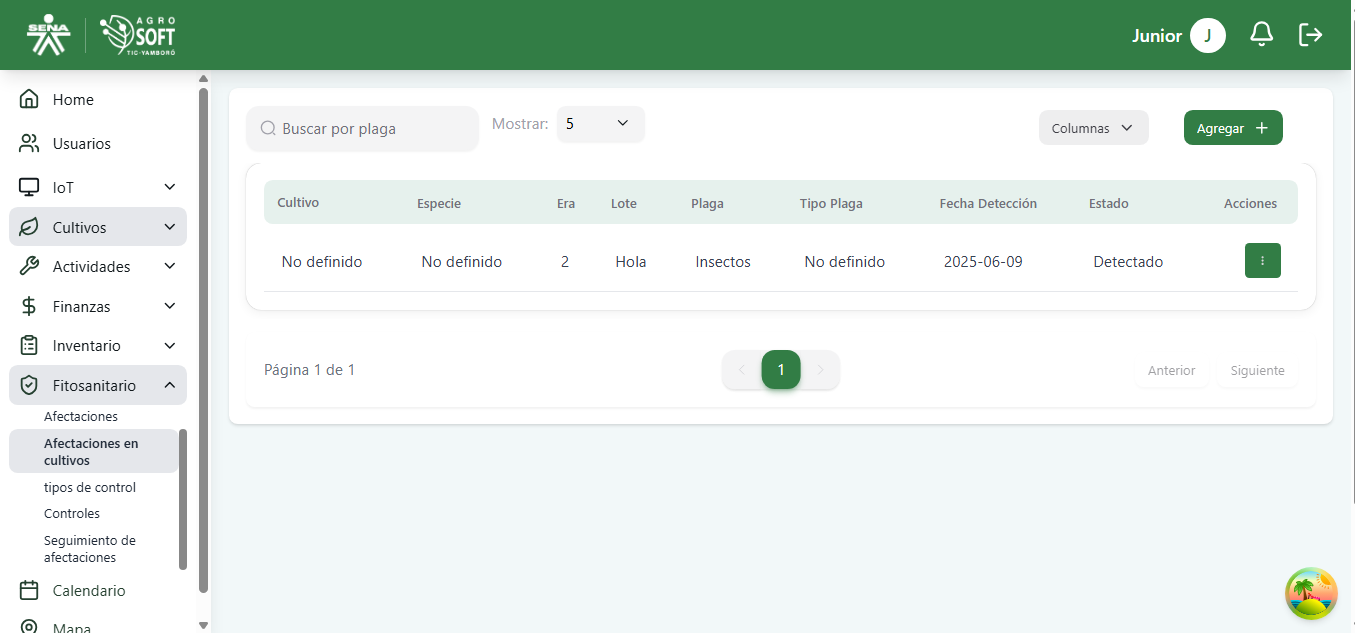 SENA
AGRO
SOFT
TIC-YAMBORÓ
Junior
J
Home
Usuarios
IoT
Cultivos
Actividades
Finanzas
Inventario
Fitosanitario
Afectaciones
Afectaciones en
cultivos
tipos de control
Controles
Seguimiento de
afectaciones
Calendario
Mapa
Buscar por plaga
Mostrar:
5
Columnas
Agregar +
Cultivo Especie Era Lote Plaga Tipo Plaga Fecha Detección Estado Acciones
No definido No definido 2 Hola Insectos No definido 2025-06-09 Detectado
Página 1 de 1
1
Anterior
Siguiente